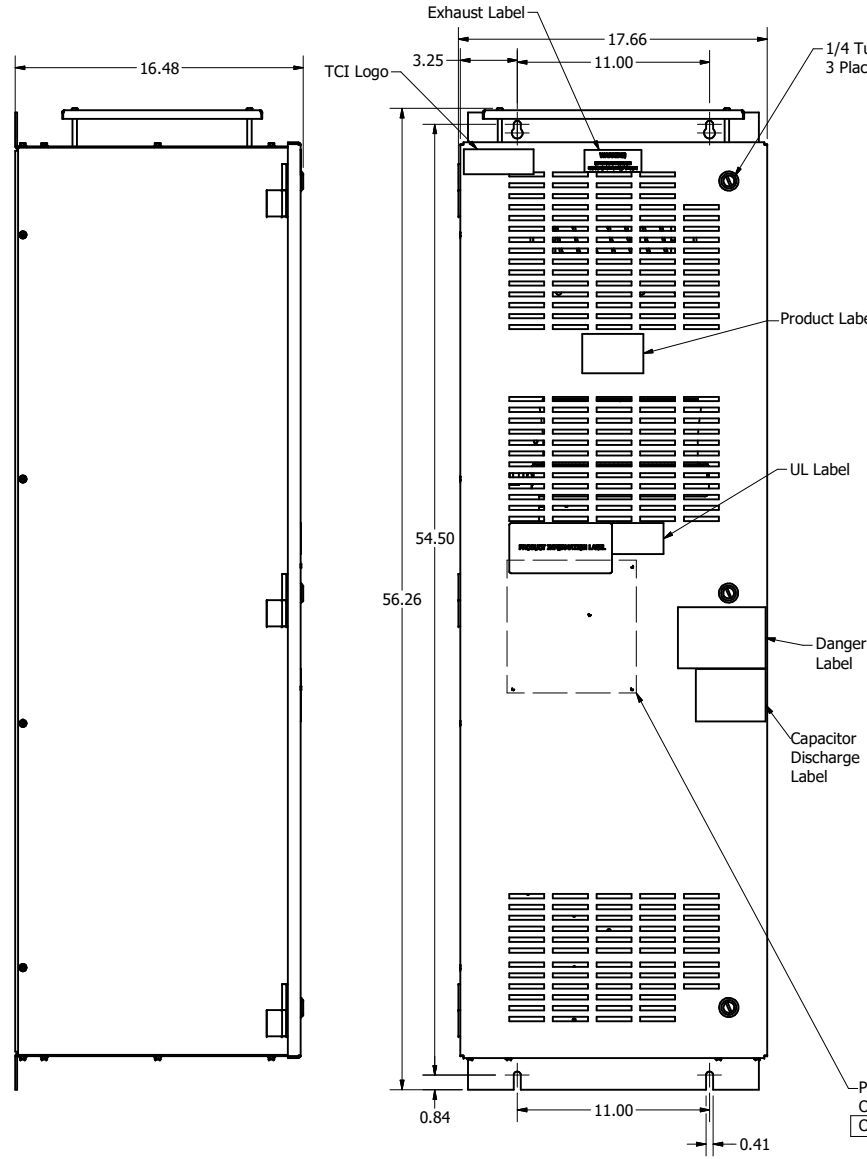 Exhaust Label
17.66
3.25
11.00
16.48
TCI Logo
1/4 Tu
3 Plac
WARNING
Product Labe
UL Label
PRODUCT INFORMATION LABEL
54.50
56.26
Danger
Label
Capacitor
Discharge
Label
0.84
11.00
0.41
P
O
O